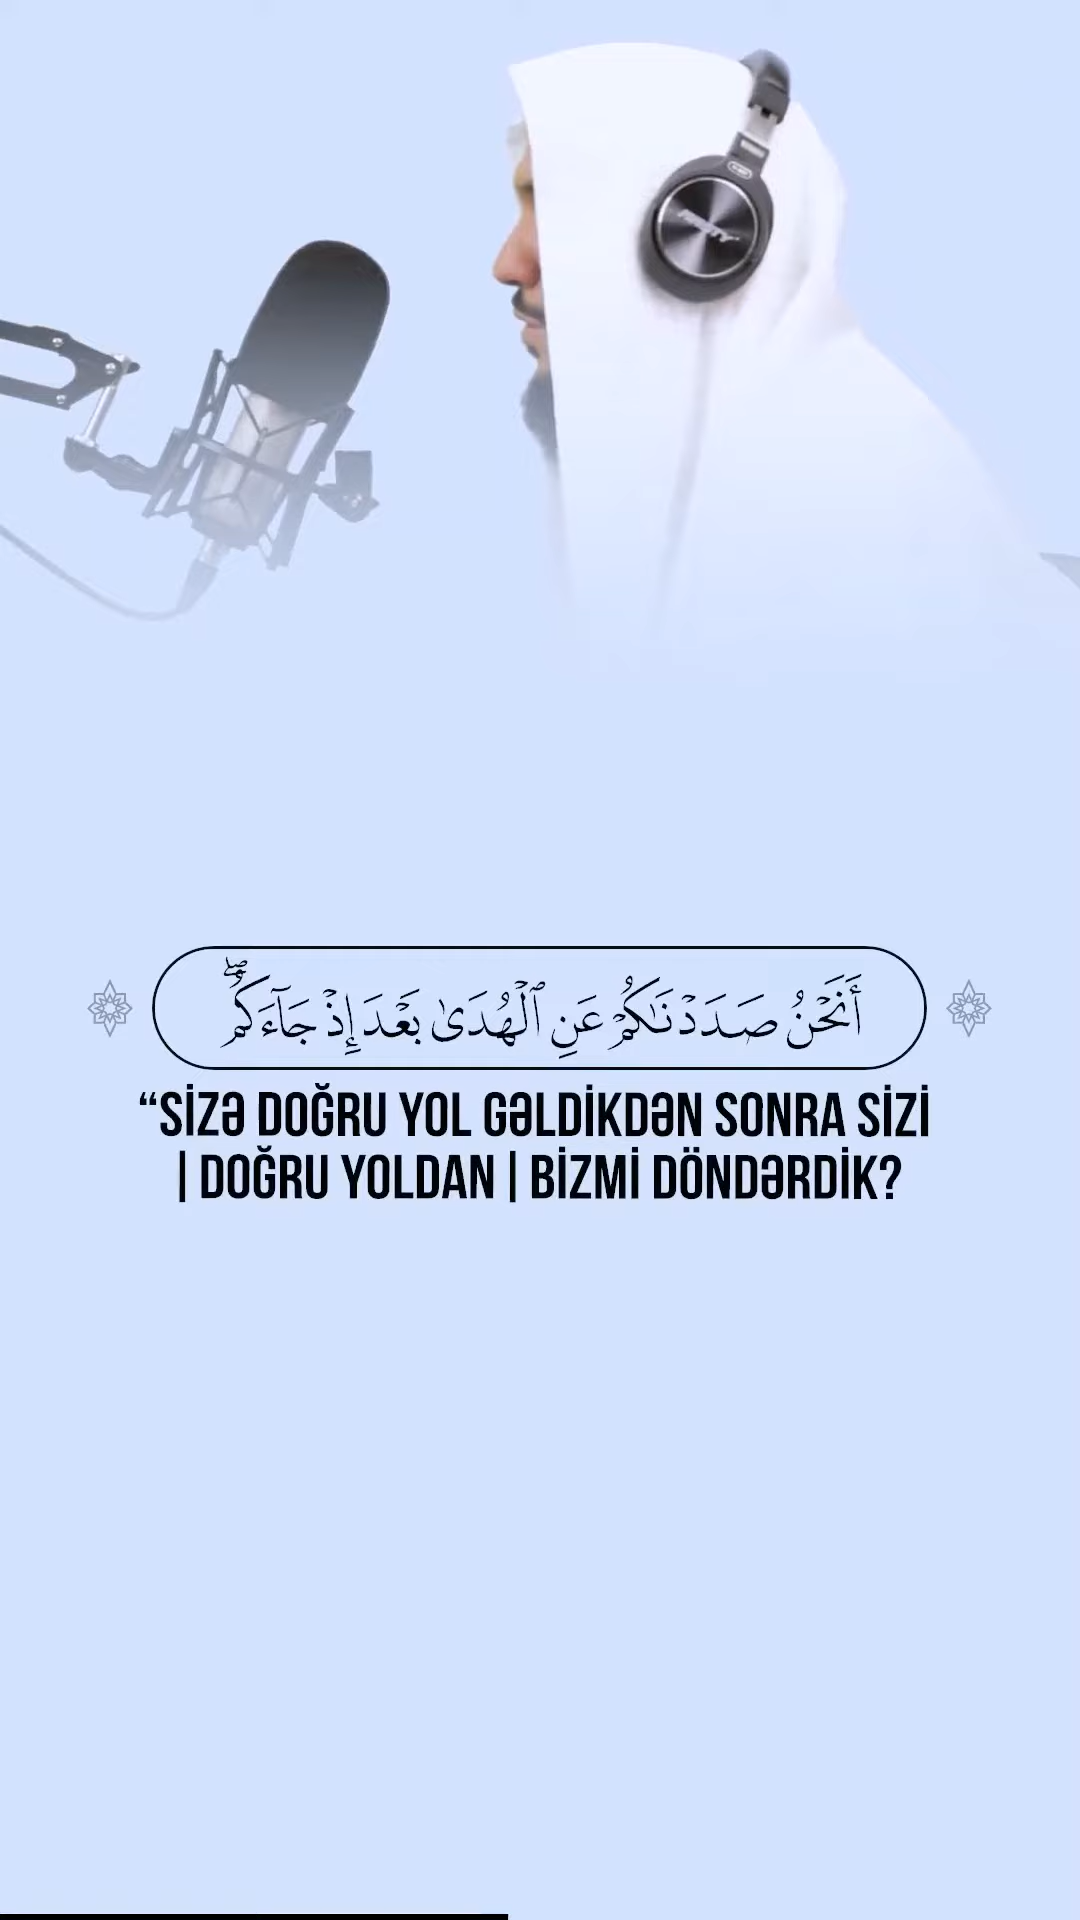 أَنَحْنُ صَدَدْنَٰكُمْ عَنِ ٱلْهُدَىٰ بَعْدَ إِذْ جَآءَكُمۖ
“SİZƏ DOĞRU YOL GƏLDİKDƏN SONRA SİZİ
| DOĞRU YOLDAN | BİZMİ DÖNDƏRDİK?